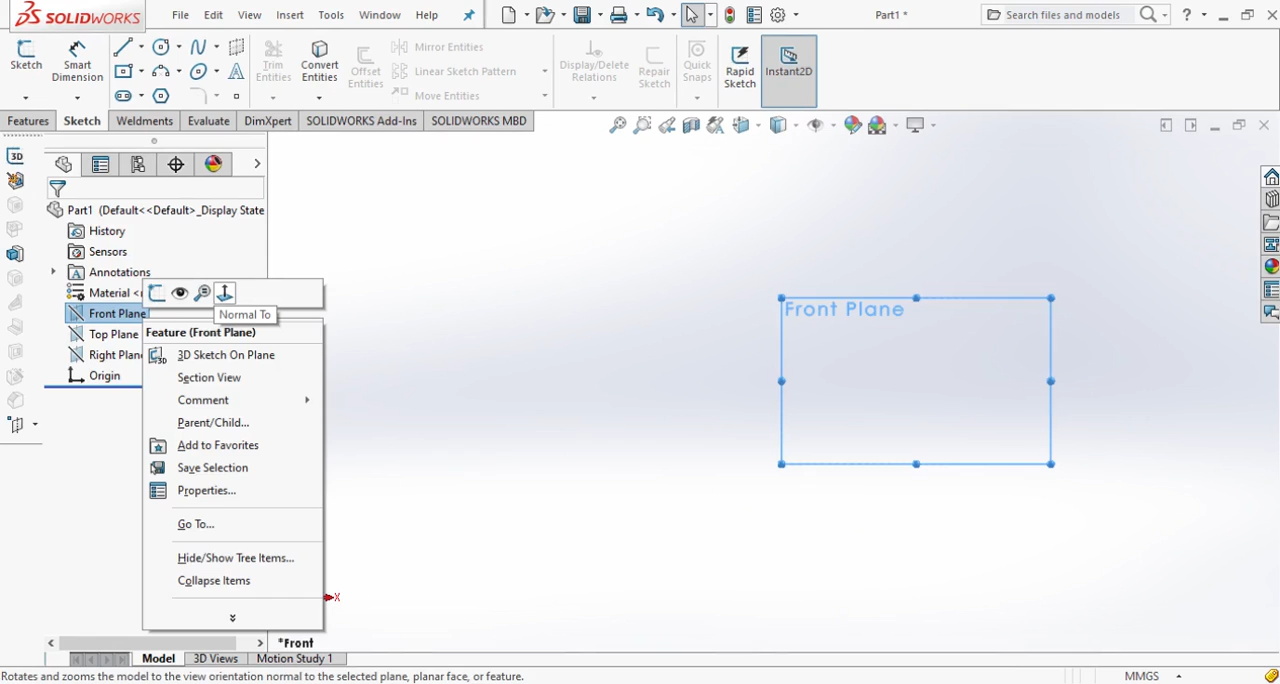 SOLIDWORKS File Edit View Insert Tools Window Help Part1 * Search files and models ?
Sketch Smart Dimension Trim Entities Convert Entities Offset Entities Mirror Entities Linear Sketch Pattern Move Entities Display/Delete Relations Repair Sketch Quick Snaps Rapid Sketch Instant2D
Features Sketch Weldments Evaluate DimXpert SOLIDWORKS Add-Ins SOLIDWORKS MBD
3D
Part1 (Default<<Default>_Display State
History
Sensors
Annotations
Material <
Front Plane
Top Plane
Right Plan
Origin
Normal To
Feature (Front Plane)
3D Sketch On Plane
Section View
Comment
Parent/Child...
Add to Favorites
Save Selection
Properties...
Go To...
Hide/Show Tree Items...
Collapse Items
Front Plane
X
*Front
Model 3D Views Motion Study 1
Rotates and zooms the model to the view orientation normal to the selected plane, planar face, or feature. MMGS